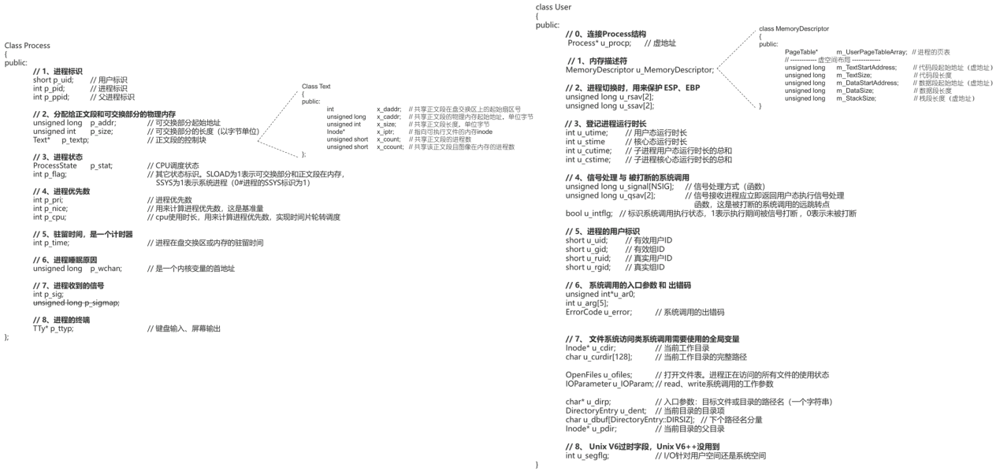 Class Process
{
public:
// 1、进程标识
short p_uid; // 用户标识
int p_pid; // 进程标识
int p_ppid; // 父进程标识
// 2、分配给正文段和可交换部分的物理内存
unsigned long p_addr; // 可交换部分起始地址
unsigned int p_size; // 可交换部分的长度（以字节单位）
Text* p_textp; // 正文段的控制块
// 3、进程状态
ProcessState p_stat; // CPU调度状态
int p_flag; // 其它状态标识。SLOAD为1表示可交换部分和正文段在内存，
SSYS为1表示系统进程（0#进程的SSYS标识为1）
// 4、进程优先数
int p_pri; // 进程优先数
int p_nice; // 用来计算进程优先数，这是基准量
int p_cpu; // cpu使用时长，用来计算进程优先数，实现时间片轮转调度
// 5、驻留时间，是一个计时器
int p_time; // 进程在盘交换区或内存的驻留时间
// 6、进程睡眠原因
unsigned long p_wchan; // 是一个内核变量的首地址
// 7、进程收到的信号
int p_sig;
unsigned long p_sigmap;
// 8、进程的终端
TTy* p_ttyp; // 键盘输入、屏幕输出
};
Class Text
{
public:
int x_daddr; // 共享正文段在盘交换区上的起始扇区号
unsigned long x_caddr; // 共享正文段的物理内存起始地址，单位字节
unsigned int x_size; // 共享正文段长度，单位字节
Inode* x_iptr; // 指向可执行文件的内存inode
unsigned short x_count; // 共享正文段的进程数
unsigned short x_ccount; // 共享该正文段且图像在内存的进程数
};
class User
{
public:
// 0、连接Process结构
Process* u_procp; // 虚地址
// 1、内存描述符
MemoryDescriptor u_MemoryDescriptor;
// 2、进程切换时，用来保护 ESP、EBP
unsigned long u_rsav[2];
unsigned long u_ssav[2];
// 3、登记进程运行时长
int u_utime; // 用户态运行时长
int u_stime // 核心态运行时长
int u_cutime; // 子进程用户态运行时长的总和
int u_cstime; // 子进程核心态运行时长的总和
// 4、信号处理 与 被打断的系统调用
unsigned long u_signal[NSIG]; // 信号处理方式（函数）
unsigned long u_qsav[2]; // 信号接收进程应立即返回用户态执行信号处理
函数，这是被打断的系统调用的远跳转点
bool u_intflg; // 标识系统调用执行状态，1表示执行期间被信号打断 ，0表示未被打断
// 5、进程的用户标识
short u_uid; // 有效用户ID
short u_gid; // 有效组ID
short u_ruid; // 真实用户ID
short u_rgid; // 真实组ID
// 6、 系统调用的入口参数 和 出错码
unsigned int*u_ar0;
int u_arg[5];
ErrorCode u_error; // 系统调用的出错码
// 7、 文件系统访问类系统调用需要使用的全局变量
Inode* u_cdir; // 当前工作目录
char u_curdir[128]; // 当前工作目录的完整路径
OpenFiles u_ofiles; // 打开文件表。进程正在访问的所有文件的使用状态
IOParameter u_IOParam; // read、write系统调用的工作参数
char* u_dirp; // 入口参数：目标文件或目录的路径名（一个字符串）
DirectoryEntry u_dent; // 当前目录的目录项
char u_dbuf[DirectoryEntry::DIRSIZ]; // 下个路径名分量
Inode* u_pdir; // 当前目录的父目录
// 8、 Unix V6过时字段，Unix V6++没用到
int u_segflg; // I/O针对用户空间还是系统空间
}
class MemoryDescriptor
{
public:
PageTable* m_UserPageTableArray; // 进程的页表
// ------------ 虚空间布局 -------------
unsigned long m_TextStartAddress; // 代码段起始地址（虚地址）
unsigned long m_TextSize; // 代码段长度
unsigned long m_DataStartAddress; // 数据段起始地址（虚地址）
unsigned long m_DataSize; // 数据段长度
unsigned long m_StackSize; // 栈段长度（虚地址）
}